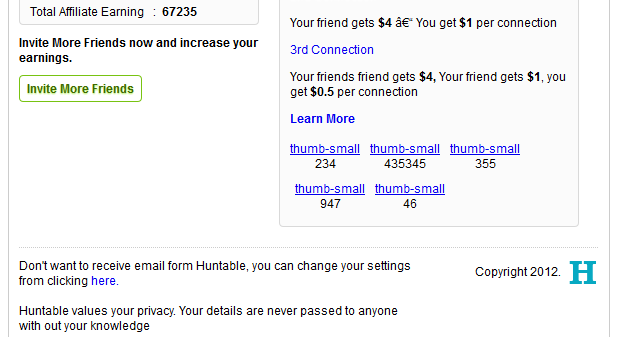 Total Affiliate Earning : 67235
Invite More Friends now and increase your
earnings.
Invite More Friends
Your friend gets $4 â€“ You get $1 per connection
3rd Connection
Your friends friend gets $4, Your friend gets $1, you
get $0.5 per connection
Learn More
thumb-small thumb-small thumb-small
234 435345 355
thumb-small thumb-small
947 46
Don't want to receive email form Huntable, you can change your settings
from clicking here.
Copyright 2012. H
Huntable values your privacy. Your details are never passed to anyone
with out your knowledge